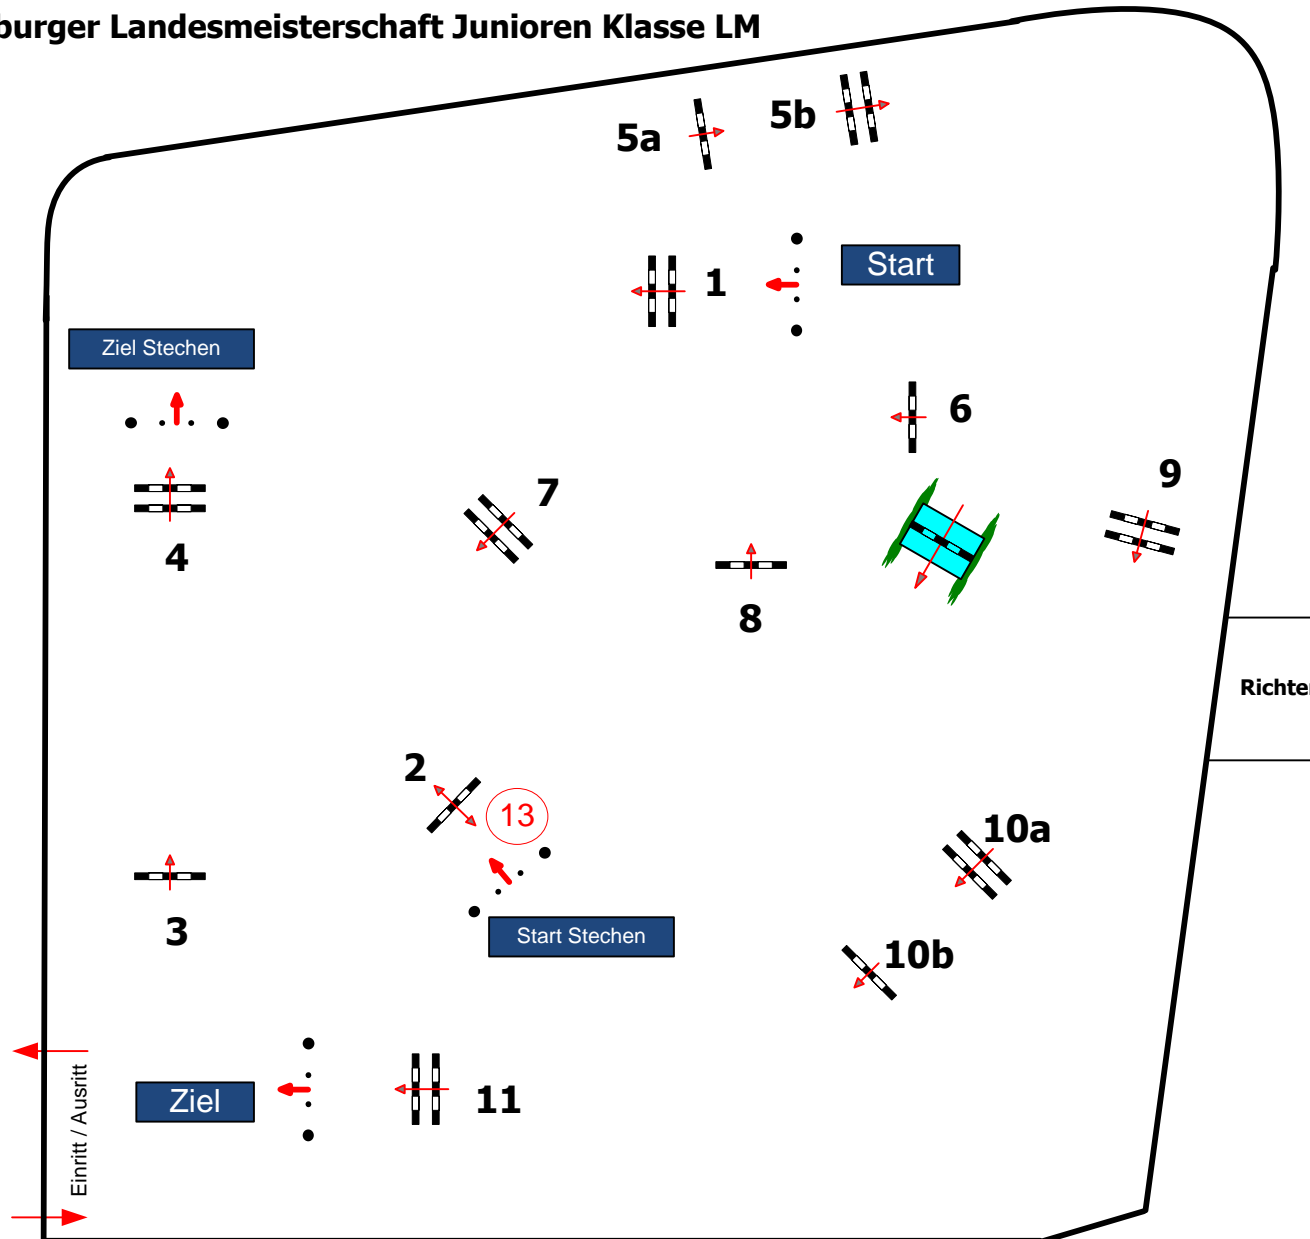 burger Landesmeisterschaft Junioren Klasse LM
5a
5b
1
Start
Ziel Stechen
6
9
7
4
8
2
13
10a
3
Start Stechen
10b
Ziel
11
Einritt / Ausritt
Richter